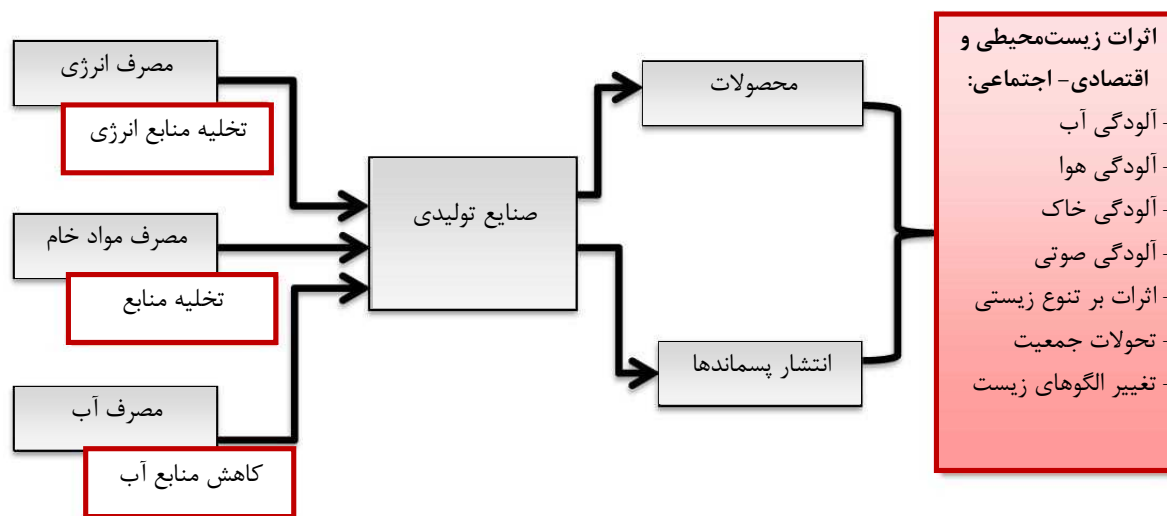 مصرف انرژی
تخلیه منابع انرژی
مصرف مواد خام
تخلیه منابع
مصرف آب
کاهش منابع آب
صنایع تولیدی
محصولات
انتشار پسماندها
اثرات زیست‌محیطی و
اقتصادی- اجتماعی:
- آلودگی آب
- آلودگی هوا
- آلودگی خاک
- آلودگی صوتی
- اثرات بر تنوع زیستی
- تحولات جمعیت
- تغییر الگوهای زیست